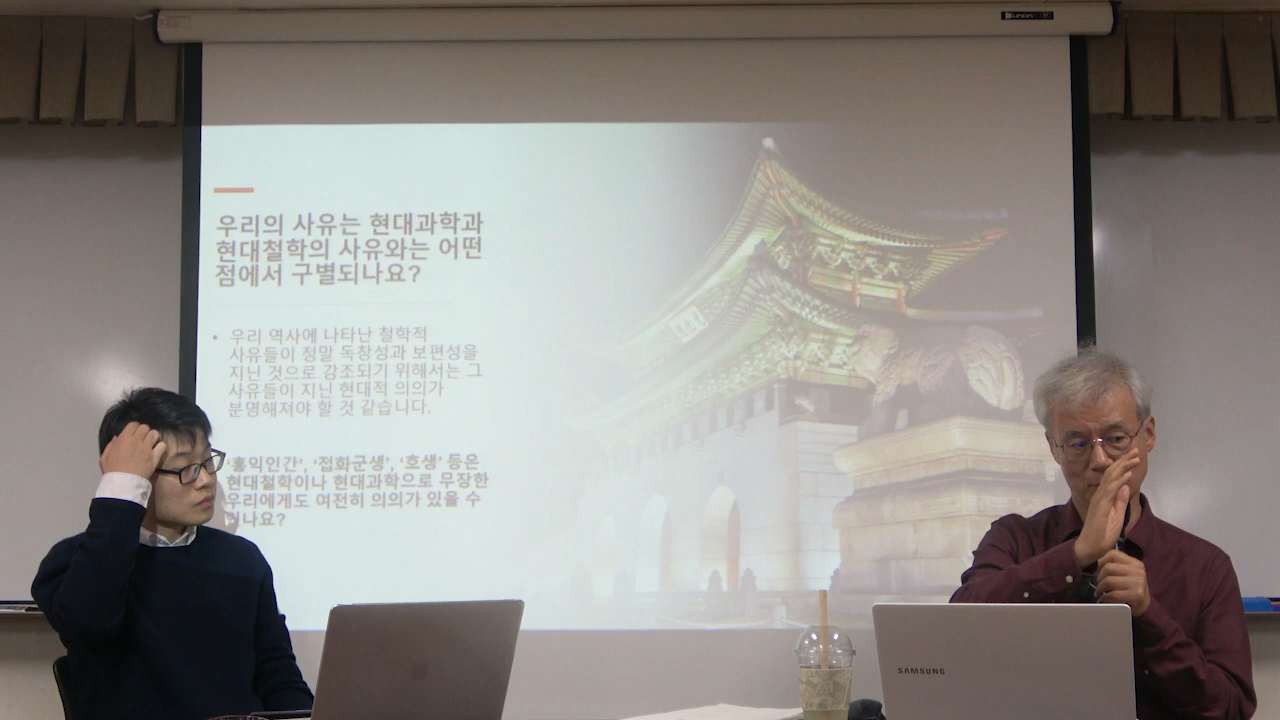 우리의 사유는 현대과학과
현대철학의 사유와는 어떤
점에서 구별되나요?
• 우리 역사에 나타난 철학적
사유들이 정말 독창성과 보편성을
지닌 것으로 강조되기 위해서는 그
사유들이 지닌 현대적 의의가
분명해져야 할 것 같습니다.
'홍익인간', '접화군생', '호생' 등은
현대철학이나 현대과학으로 무장한
우리에게도 여전히 의의가 있을 수
있나요?
SAMSUNG